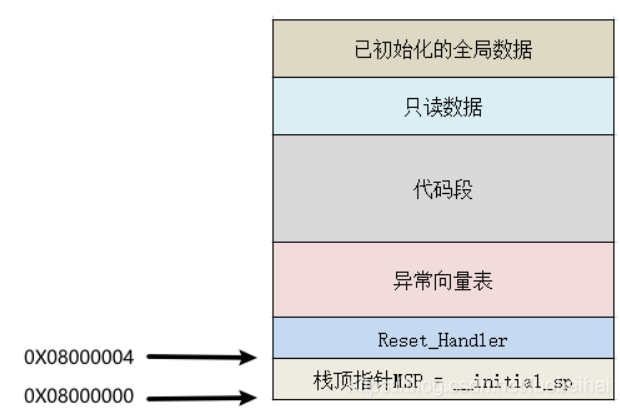 已初始化的全局数据
只读数据
代码段
异常向量表
Reset_Handler
0X08000004
栈顶指针MSP = __initial_sp
0X08000000